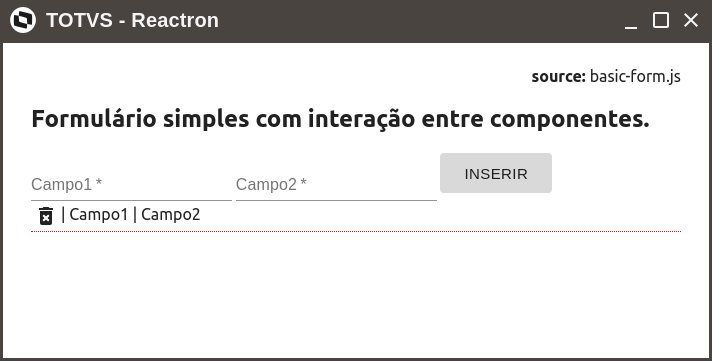 TOTVS - Reactron
source: basic-form.js
Formulário simples com interação entre componentes.
Campo1 * Campo2 * INSERIR
| Campo1 | Campo2